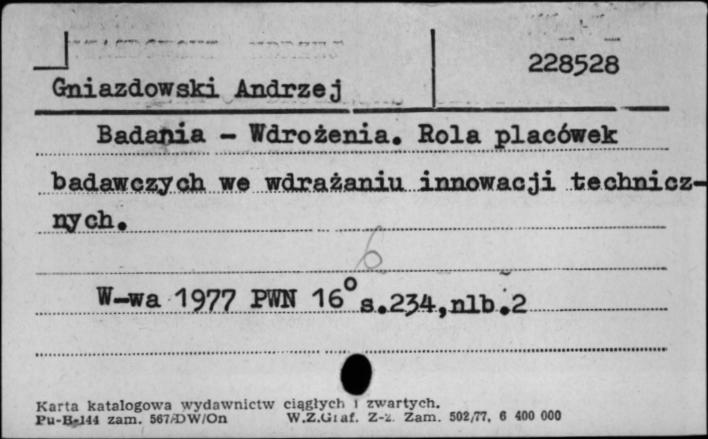 228528
Gniazdowski Andrzej
Badania - Wdrożenia. Rola placówek
badawczych we wdrażaniu innowacji technicz-
nych.
6
W-wa 1977 PWN 16° s.234,nlb.2
Karta katalogowa wydawnictw ciągłych i zwartych.
Pu-B-144 zam. 567/DW/On W.Z.Graf. Z-2. Zam. 502/77. 6 400 000